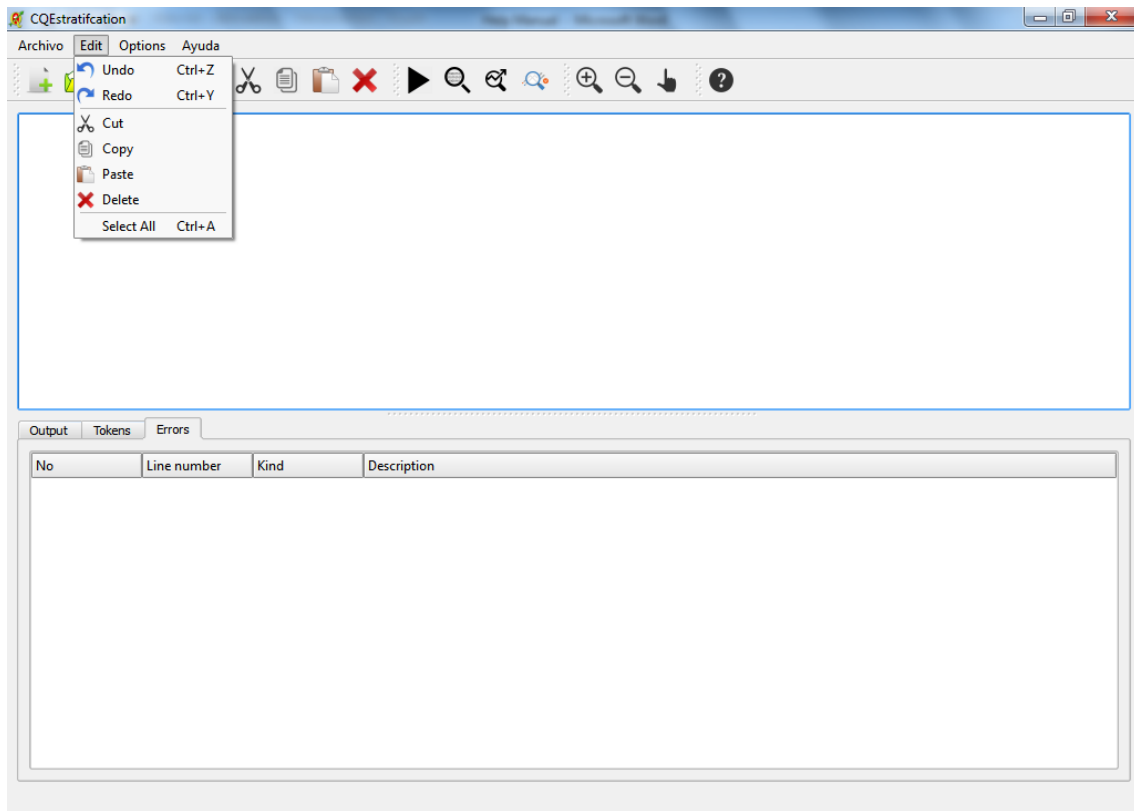 CQEstratifcation
Archivo Edit Options Ayuda
Undo Ctrl+Z
Redo Ctrl+Y
Cut
Copy
Paste
Delete
Select All Ctrl+A
Output Tokens Errors
No Line number Kind Description